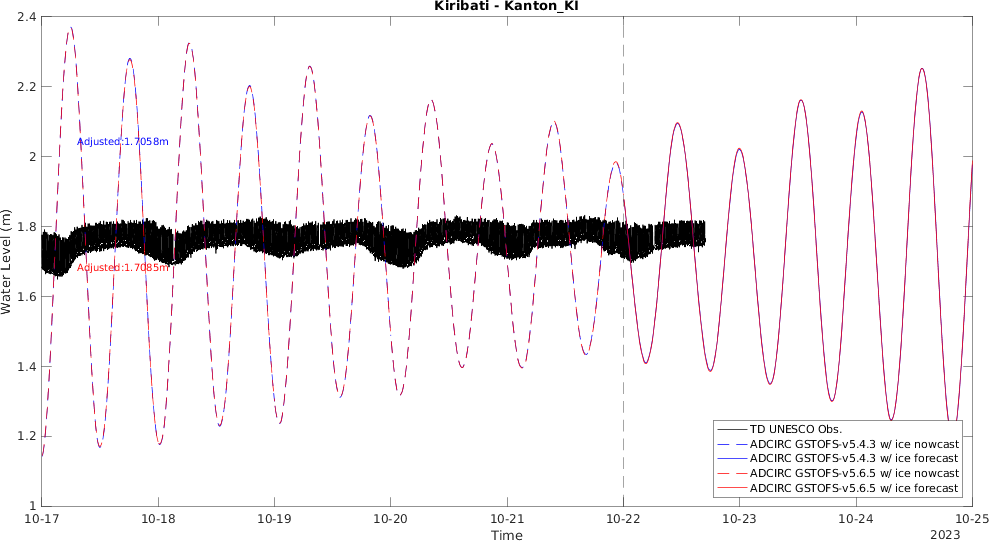 Kiribati - Kanton_KI
2.4
2.2
2
1.8
1.6
1.4
1.2
1
Water Level (m)
Adjusted:1.7058m
Adjusted:1.7085m
TD UNESCO Obs.
ADCIRC GSTOFS-v5.4.3 w/ ice nowcast
ADCIRC GSTOFS-v5.4.3 w/ ice forecast
ADCIRC GSTOFS-v5.6.5 w/ ice nowcast
ADCIRC GSTOFS-v5.6.5 w/ ice forecast
10-17 10-18 10-19 10-20 10-21 10-22 10-23 10-24 10-25
Time
2023